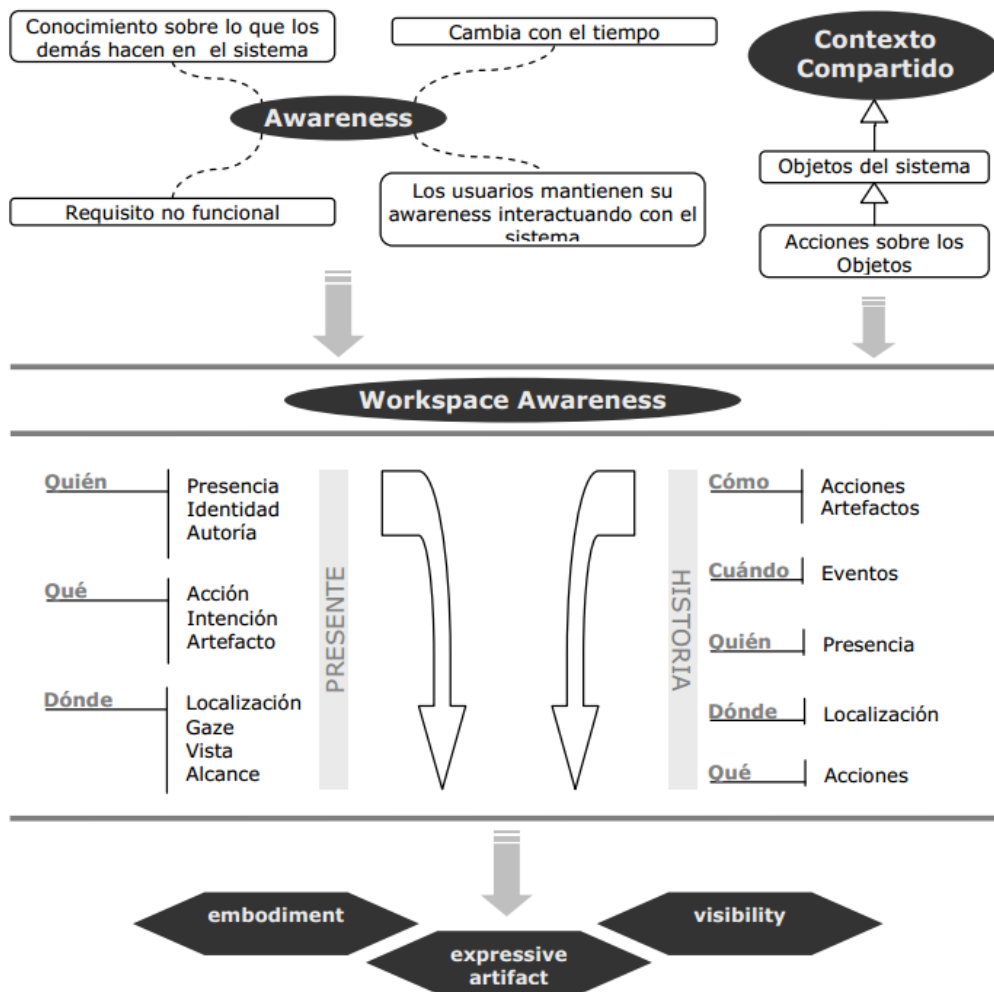 Conocimiento sobre lo que los
demás hacen en el sistema
Cambia con el tiempo
Contexto
Compartido
Awareness
Objetos del sistema
Requisito no funcional
Los usuarios mantienen su
awareness interactuando con el
sistema
Acciones sobre los
Objetos
Workspace Awareness
Quién
Presencia
Identidad
Autoría
Qué
Acción
Intención
Artefacto
Dónde
Localización
Gaze
Vista
Alcance
PRESENTE
HISTORIA
Cómo
Acciones
Artefactos
Cuándo
Eventos
Quién
Presencia
Dónde
Localización
Qué
Acciones
embodiment
expressive
artifact
visibility